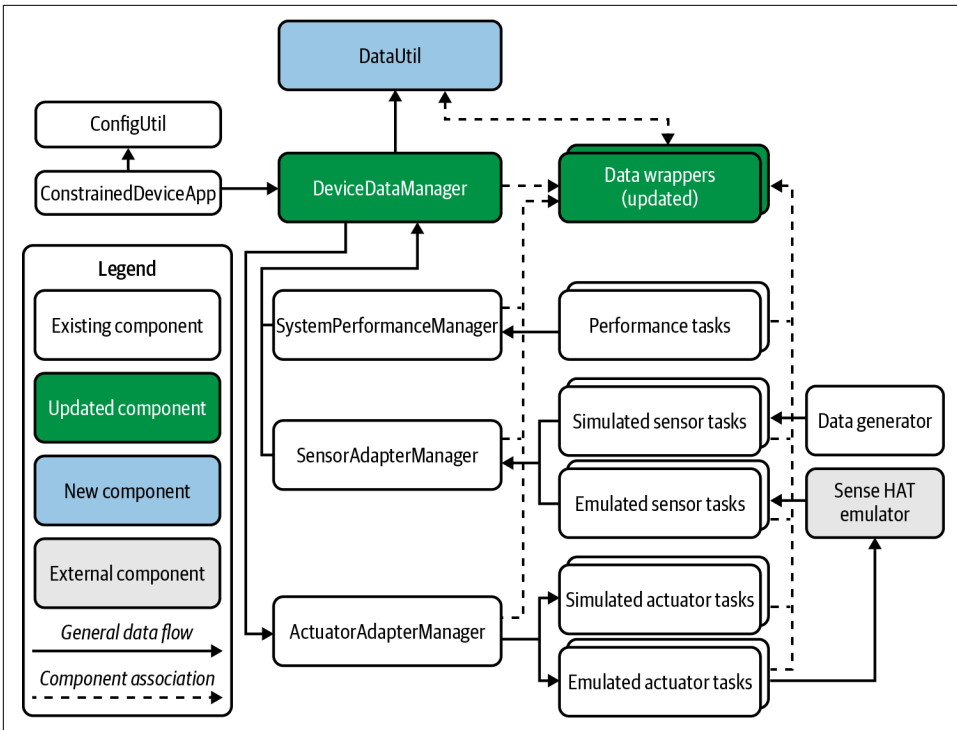 DataUtil
ConfigUtil
ConstrainedDeviceApp
DeviceDataManager
Data wrappers
(updated)
Legend
Existing component
Updated component
New component
External component
General data flow
Component association
SystemPerformanceManager
Performance tasks
SensorAdapterManager
Simulated sensor tasks
Data generator
Emulated sensor tasks
Sense HAT
emulator
ActuatorAdapterManager
Simulated actuator tasks
Emulated actuator tasks